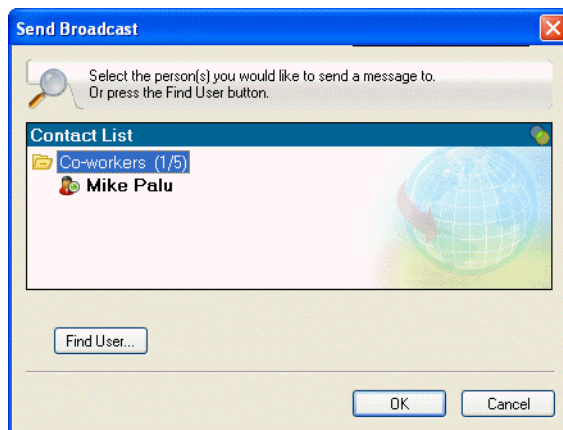 Send Broadcast
Select the person(s) you would like to send a message to.
Or press the Find User button.
Contact List
Co-workers (1/5)
Mike Palu
Find User...
OK
Cancel